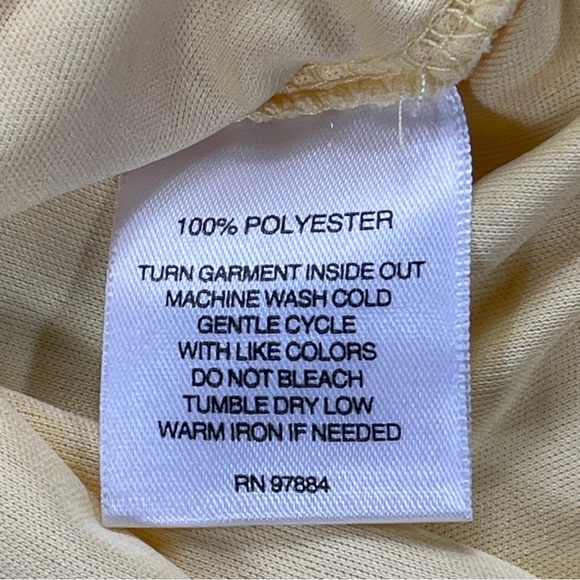 100% POLYESTER
TURN GARMENT INSIDE OUT
MACHINE WASH COLD
GENTLE CYCLE
WITH LIKE COLORS
DO NOT BLEACH
TUMBLE DRY LOW
WARM IRON IF NEEDED
RN 97884